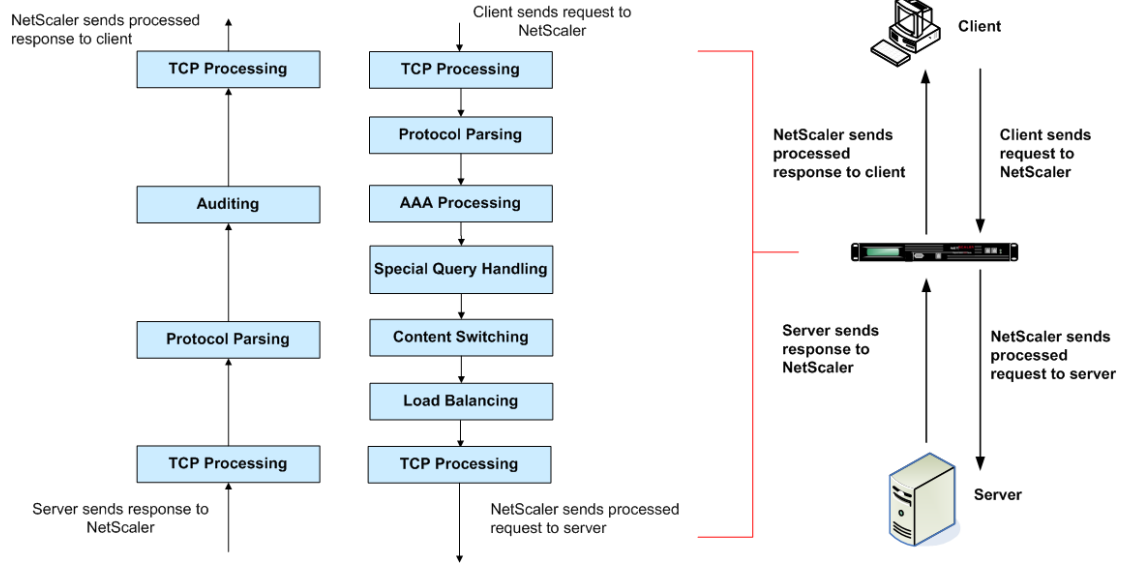 NetScaler sends processed
response to client
TCP Processing
Auditing
Protocol Parsing
TCP Processing
Server sends response to
NetScaler
Client sends request to
NetScaler
TCP Processing
Protocol Parsing
AAA Processing
Special Query Handling
Content Switching
Load Balancing
TCP Processing
NetScaler sends processed
request to server
Client
NetScaler sends
processed
response to client
Client sends
request to
NetScaler
Server sends
response to
NetScaler
NetScaler sends
processed
request to server
Server